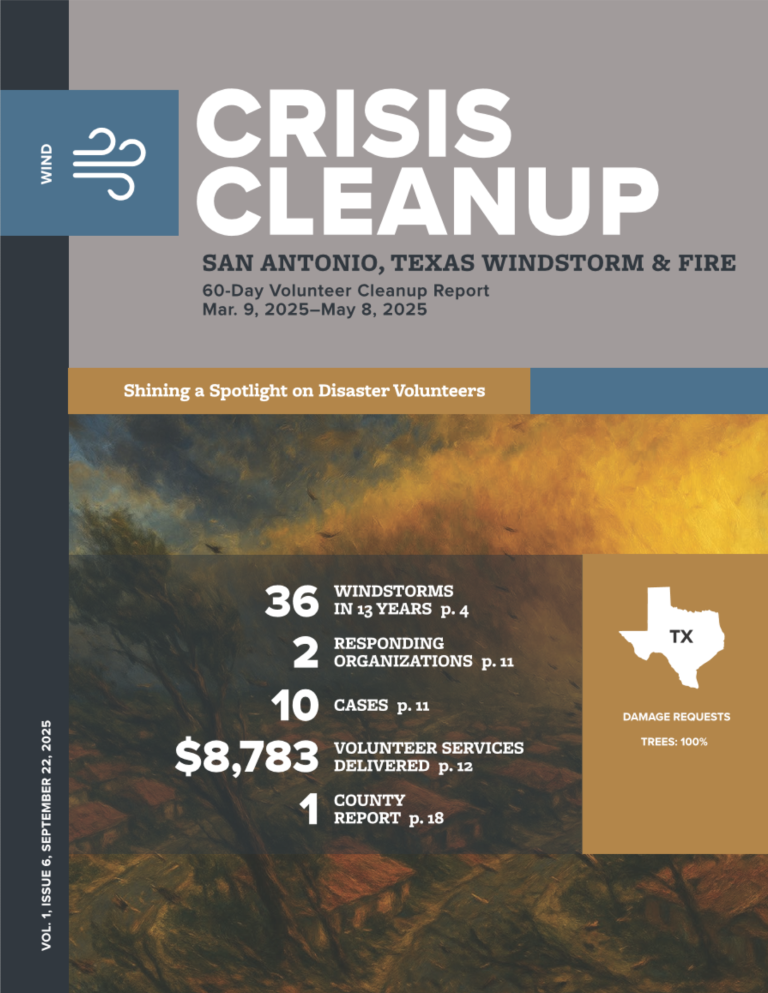 WIND
CRISIS
CLEANUP
SAN ANTONIO, TEXAS WINDSTORM & FIRE
60-Day Volunteer Cleanup Report
Mar. 9, 2025–May 8, 2025
Shining a Spotlight on Disaster Volunteers
36 WINDSTORMS
IN 13 YEARS p. 4
2 RESPONDING
ORGANIZATIONS p. 11
10 CASES p. 11
$8,783 VOLUNTEER SERVICES
DELIVERED p. 12
1 COUNTY
REPORT p. 18
TX
DAMAGE REQUESTS
TREES: 100%
VOL. 1, ISSUE 6, SEPTEMBER 22, 2025